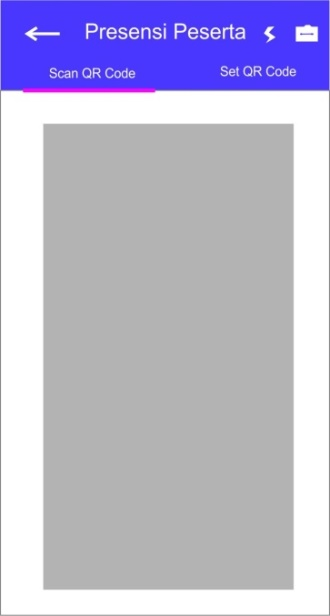 Presensi Peserta
Scan QR Code
Set QR Code